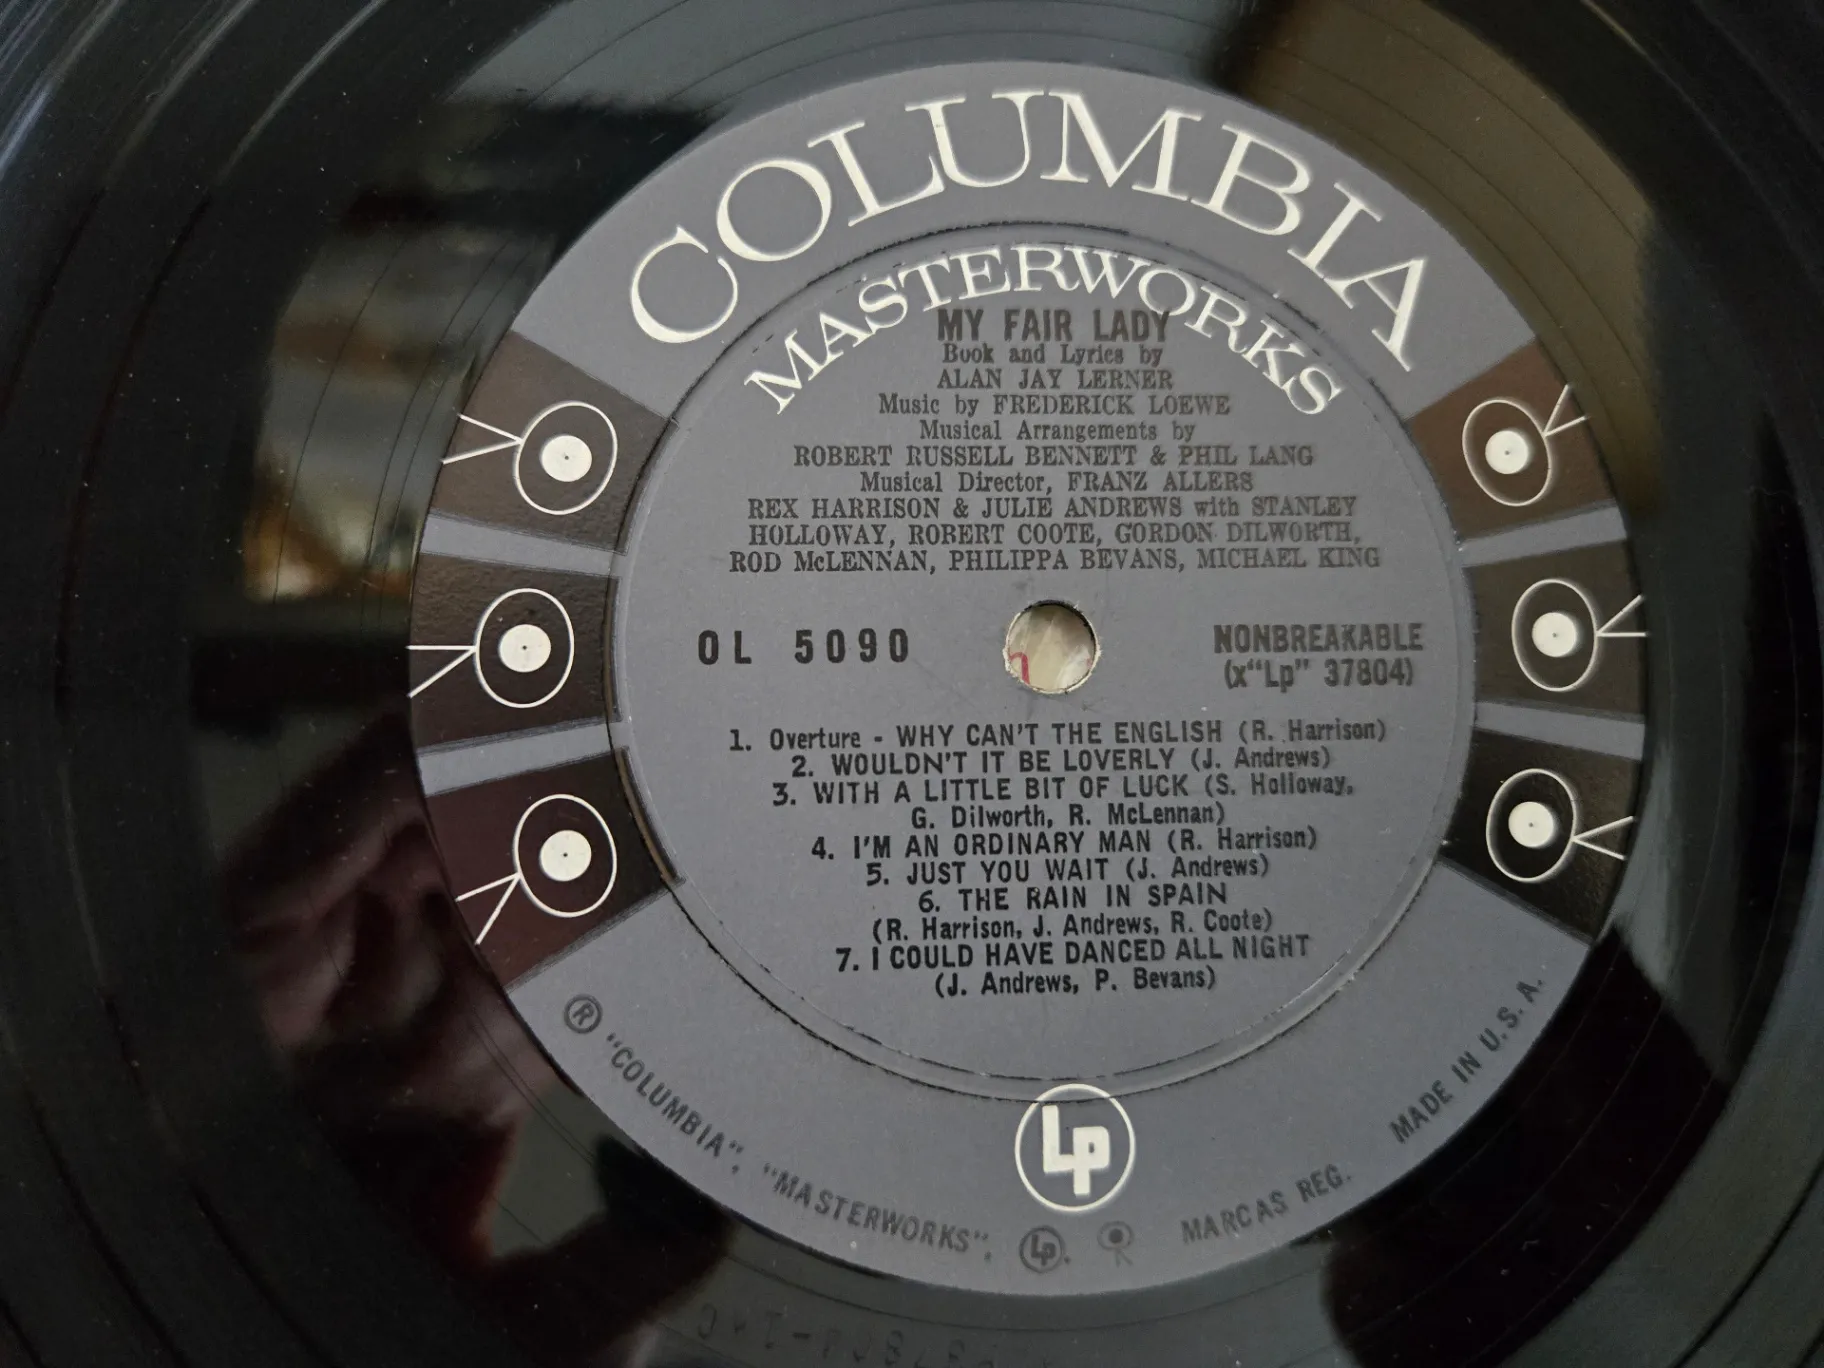 COLUMBIA
MASTERWORKS
MY FAIR LADY
Book and Lyrics by
ALAN JAY LERNER
Music by FREDERICK LOEWE
Musical Arrangements by
ROBERT RUSSELL BENNETT & PHIL LANG
Musical Director, FRANZ ALLERS
REX HARRISON & JULIE ANDREWS with STANLEY
HOLLOWAY, ROBERT COOTE, GORDON DILWORTH,
ROD McLENNAN, PHILIPPA BEVANS, MICHAEL KING
OL 5090
NONBREAKABLE
(x"Lp" 37804)
1. Overture - WHY CAN'T THE ENGLISH (R. Harrison)
2. WOULDN'T IT BE LOVERLY (J. Andrews)
3. WITH A LITTLE BIT OF LUCK (S. Holloway,
G. Dilworth, R. McLennan)
4. I'M AN ORDINARY MAN (R. Harrison)
5. JUST YOU WAIT (J. Andrews)
6. THE RAIN IN SPAIN
(R. Harrison, J. Andrews, R. Coote)
7. I COULD HAVE DANCED ALL NIGHT
(J. Andrews, P. Bevans)
Lp
® "COLUMBIA", "MASTERWORKS", Lp, MARCAS REG. MADE IN U.S.A.